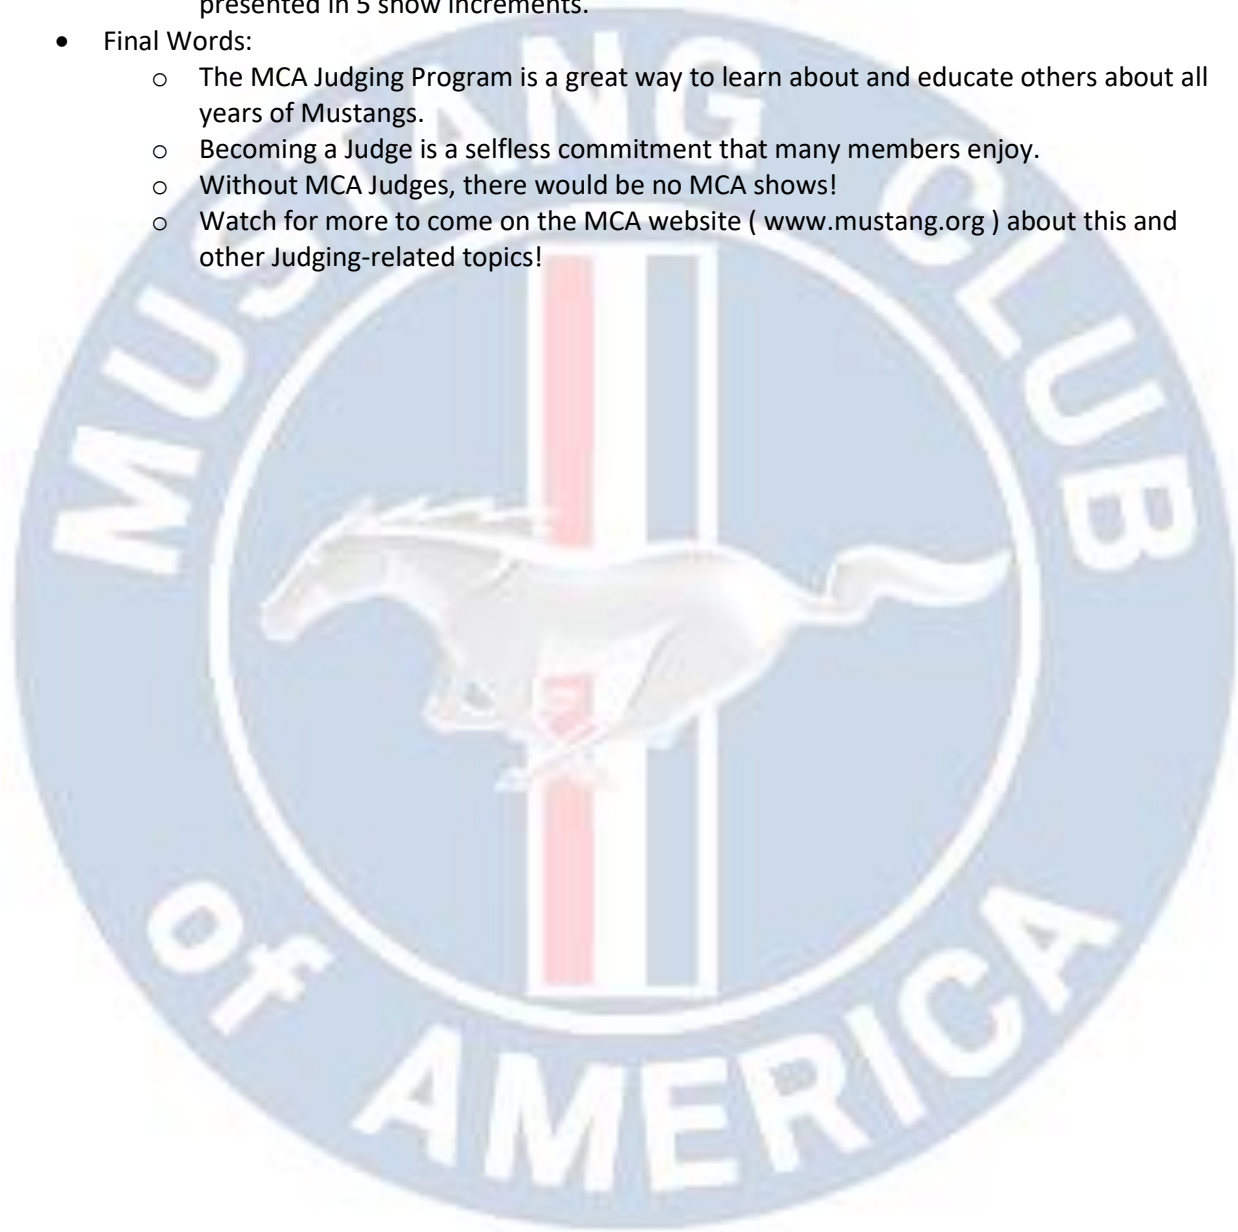 presented in 5 show increments.
• Final Words:
o The MCA Judging Program is a great way to learn about and educate others about all
years of Mustangs.
o Becoming a Judge is a selfless commitment that many members enjoy.
o Without MCA Judges, there would be no MCA shows!
o Watch for more to come on the MCA website ( www.mustang.org ) about this and
other Judging-related topics!
MUSTANG CLUB
of AMERICA